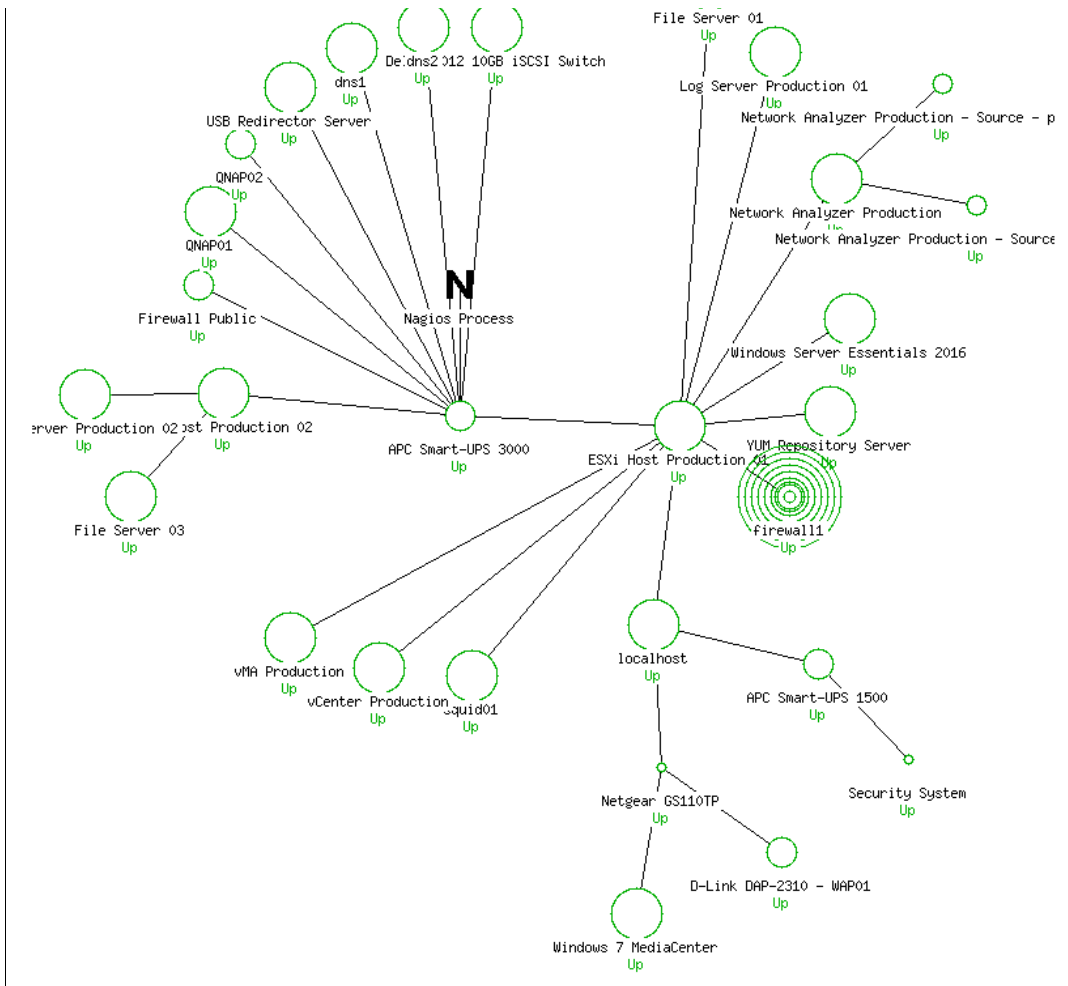 File Server 01
Up
dns2
10GB iSCSI Switch
Up
Up
dns1
Up
Log Server Production 01
Up
USB Redirector Server
Up
Network Analyzer Production - Source - p
Up
QNAP02
Up
Network Analyzer Production
Network Analyzer Production - Source
Up
QNAP01
Up
N
Nagios Process
Firewall Public
Up
Windows Server Essentials 2016
Up
Production 02
Production 02
Up
Up
APC Smart-UPS 3000
Up
YUM Repository Server
Up
ESXi Host Production 01
Up
File Server 03
Up
firewall1
Up
localhost
Up
vMA Production
Up
vCenter Production
Up
squid01
Up
APC Smart-UPS 1500
Up
Netgear GS110TP
Up
Security System
Up
D-Link DAP-2310 - WAP01
Up
Windows 7 MediaCenter
Up